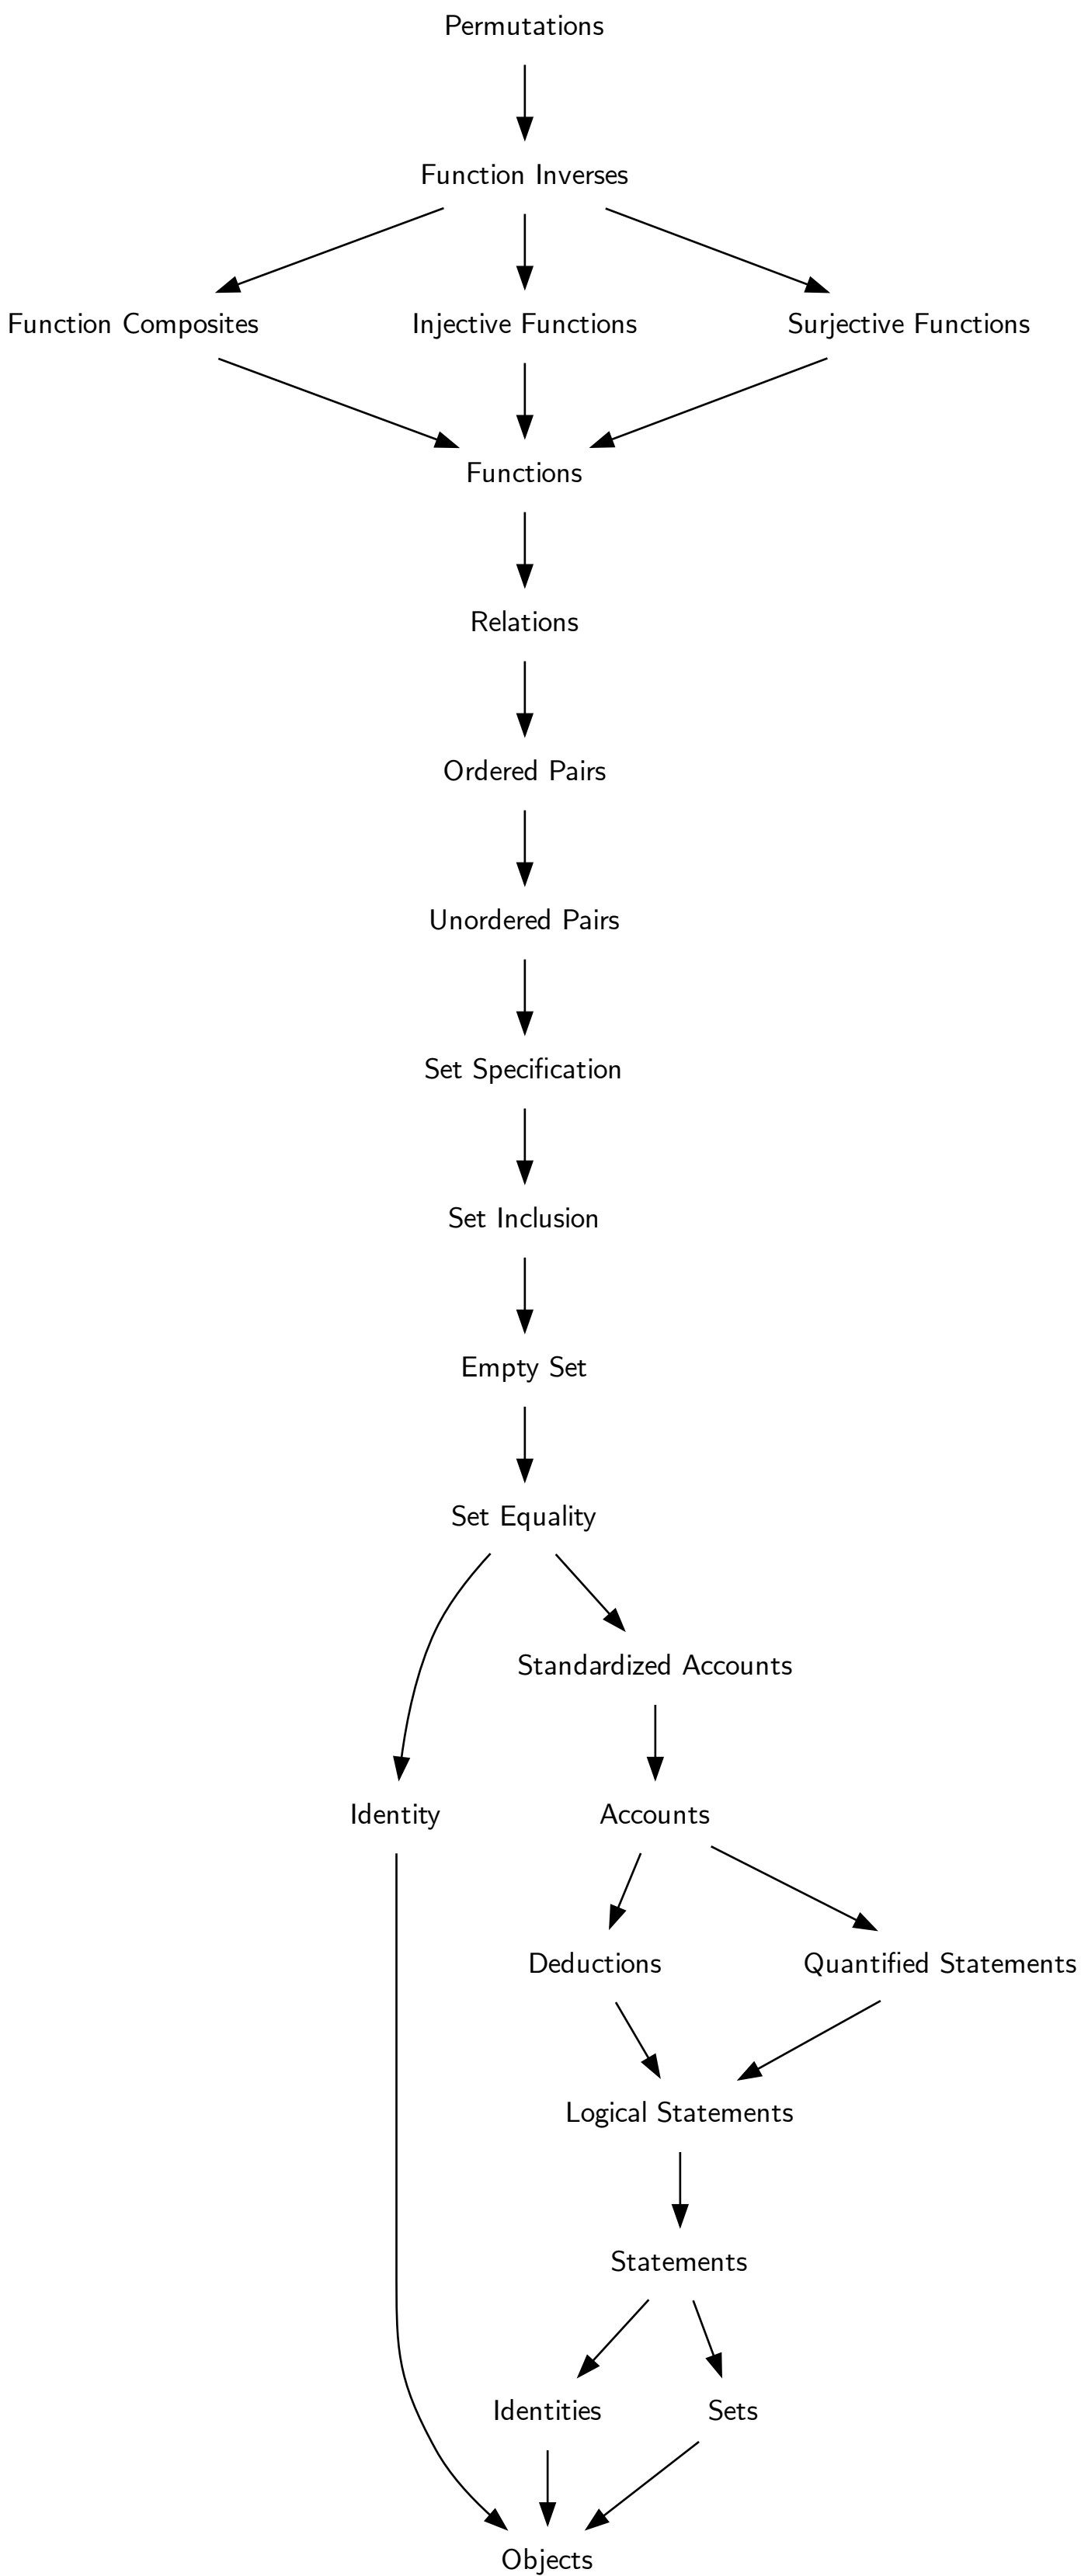 Permutations
Function Inverses
Function Composites
Injective Functions
Surjective Functions
Functions
Relations
Ordered Pairs
Unordered Pairs
Set Specification
Set Inclusion
Empty Set
Set Equality
Standardized Accounts
Identity
Accounts
Deductions
Quantified Statements
Logical Statements
Statements
Identities
Sets
Objects